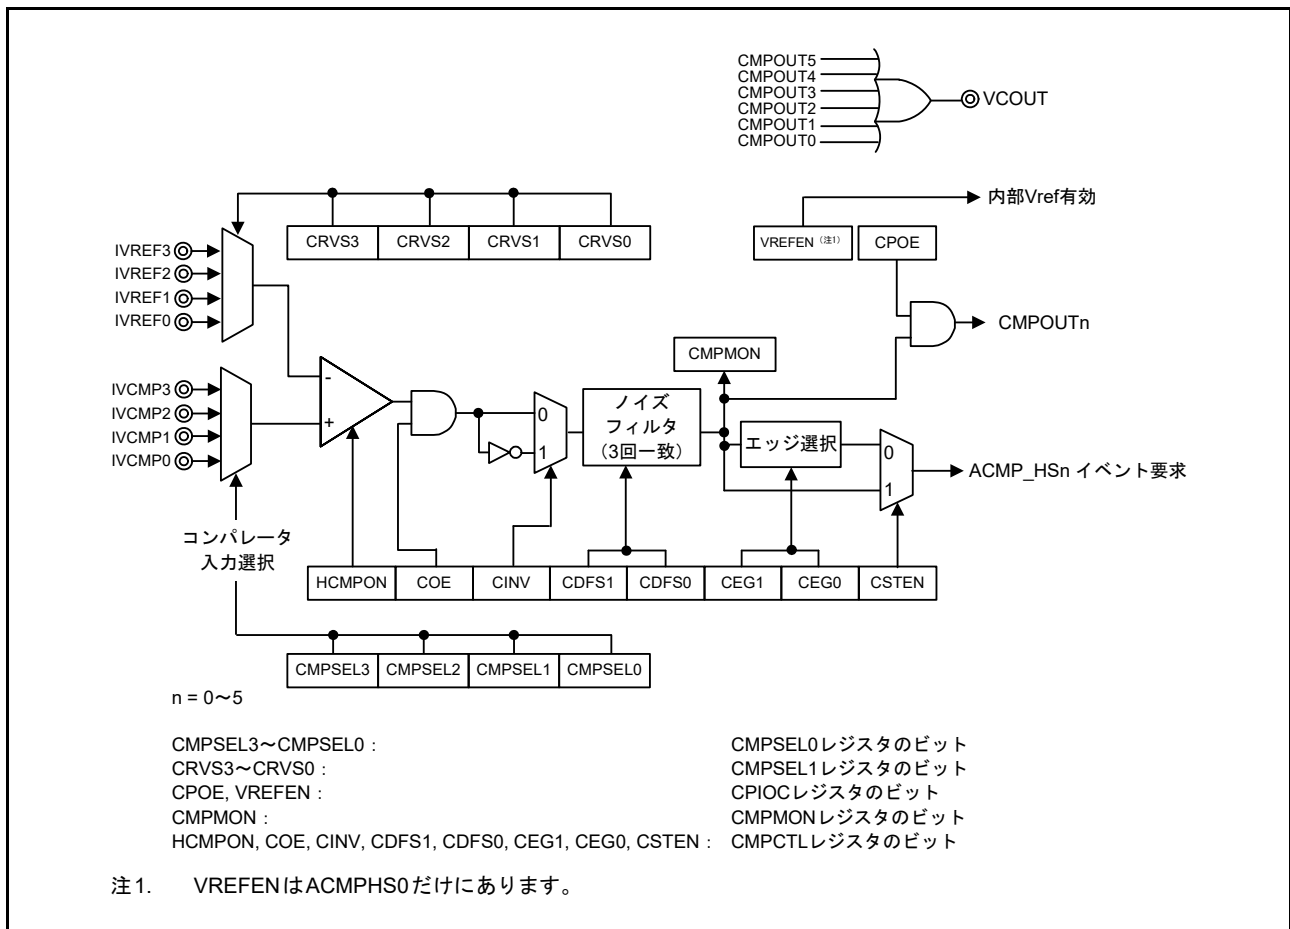 CMPOUT5
CMPOUT4
CMPOUT3
CMPOUT2
CMPOUT1
CMPOUT0
VCOUT
内部Vref有効
CRVS3 CRVS2 CRVS1 CRVS0
VREFEN（注1） CPOE
IVREF3
IVREF2
IVREF1
IVREF0
CMPOUTn
CMPMON
IVCMP3
IVCMP2
IVCMP1
IVCMP0
-
+
0
1
ノイズ
フィルタ
（3回一致）
エッジ選択
0
1
ACMP_HSn イベント要求
コンパレータ
入力選択
HCMPON COE CINV CDFS1 CDFS0 CEG1 CEG0 CSTEN
CMPSEL3 CMPSEL2 CMPSEL1 CMPSEL0
n = 0～5
CMPSEL3～CMPSEL0： CMPSEL0レジスタのビット
CRVS3～CRVS0： CMPSEL1レジスタのビット
CPOE, VREFEN： CPIOCレジスタのビット
CMPMON： CMPMONレジスタのビット
HCMPON, COE, CINV, CDFS1, CDFS0, CEG1, CEG0, CSTEN： CMPCTLレジスタのビット
注1. VREFENはACMPHS0だけにあります。